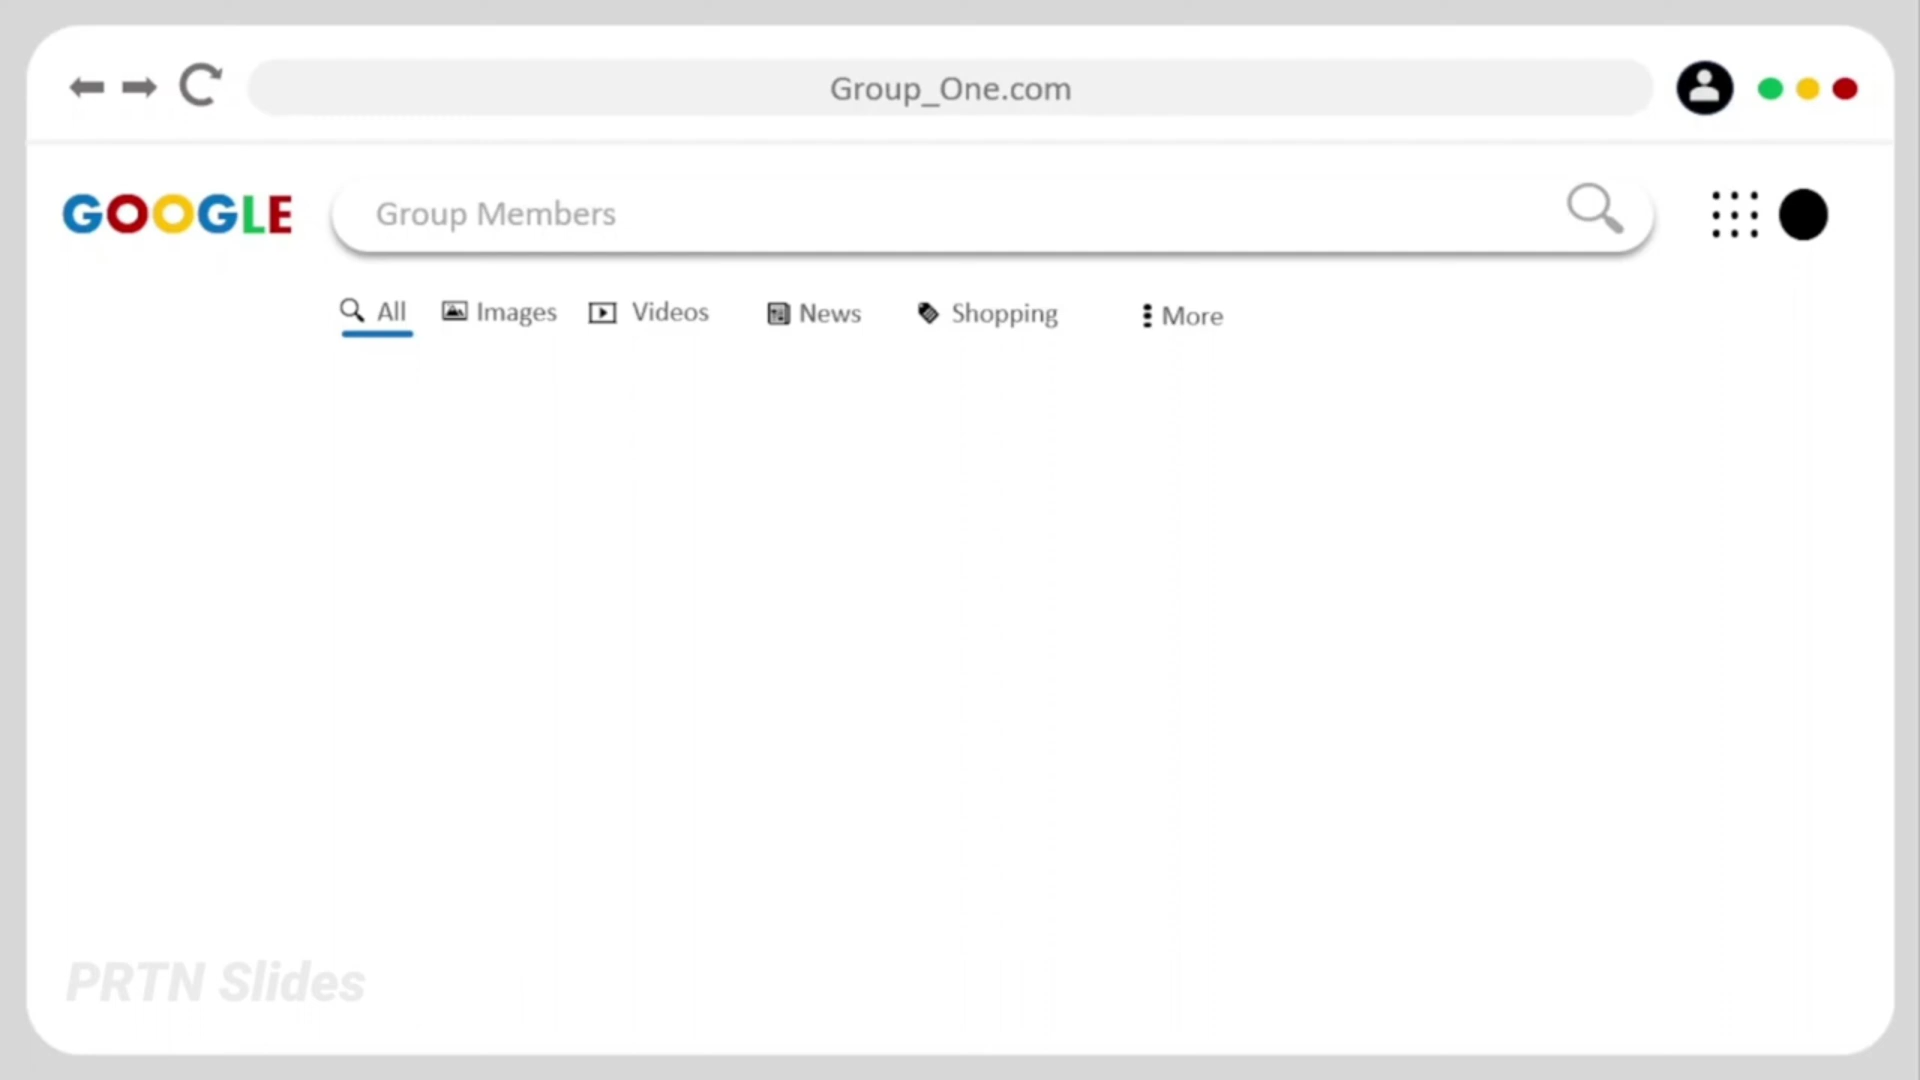 Group_One.com
GOOGLE
Group Members
All Images Videos News Shopping More
PRTN Slides